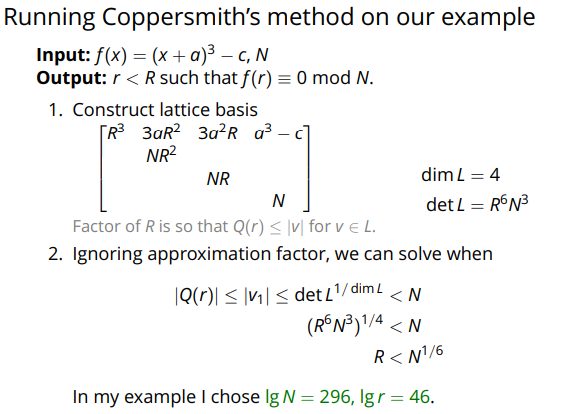 Running Coppersmith's method on our example
Input: f(x) = (x + a)³ − c, N
Output: r < R such that f(r) ≡ 0 mod N.
1. Construct lattice basis
[R³ 3aR² 3a²R a³ − c]
NR²
NR
N
dim L = 4
det L = R⁶N³
Factor of R is so that Q(r) ≤ |v| for v ∈ L.
2. Ignoring approximation factor, we can solve when
|Q(r)| ≤ |v₁| ≤ det L^{1/ dim L} < N
(R⁶N³)^{1/4} < N
R < N^{1/6}
In my example I chose lg N = 296, lg r = 46.